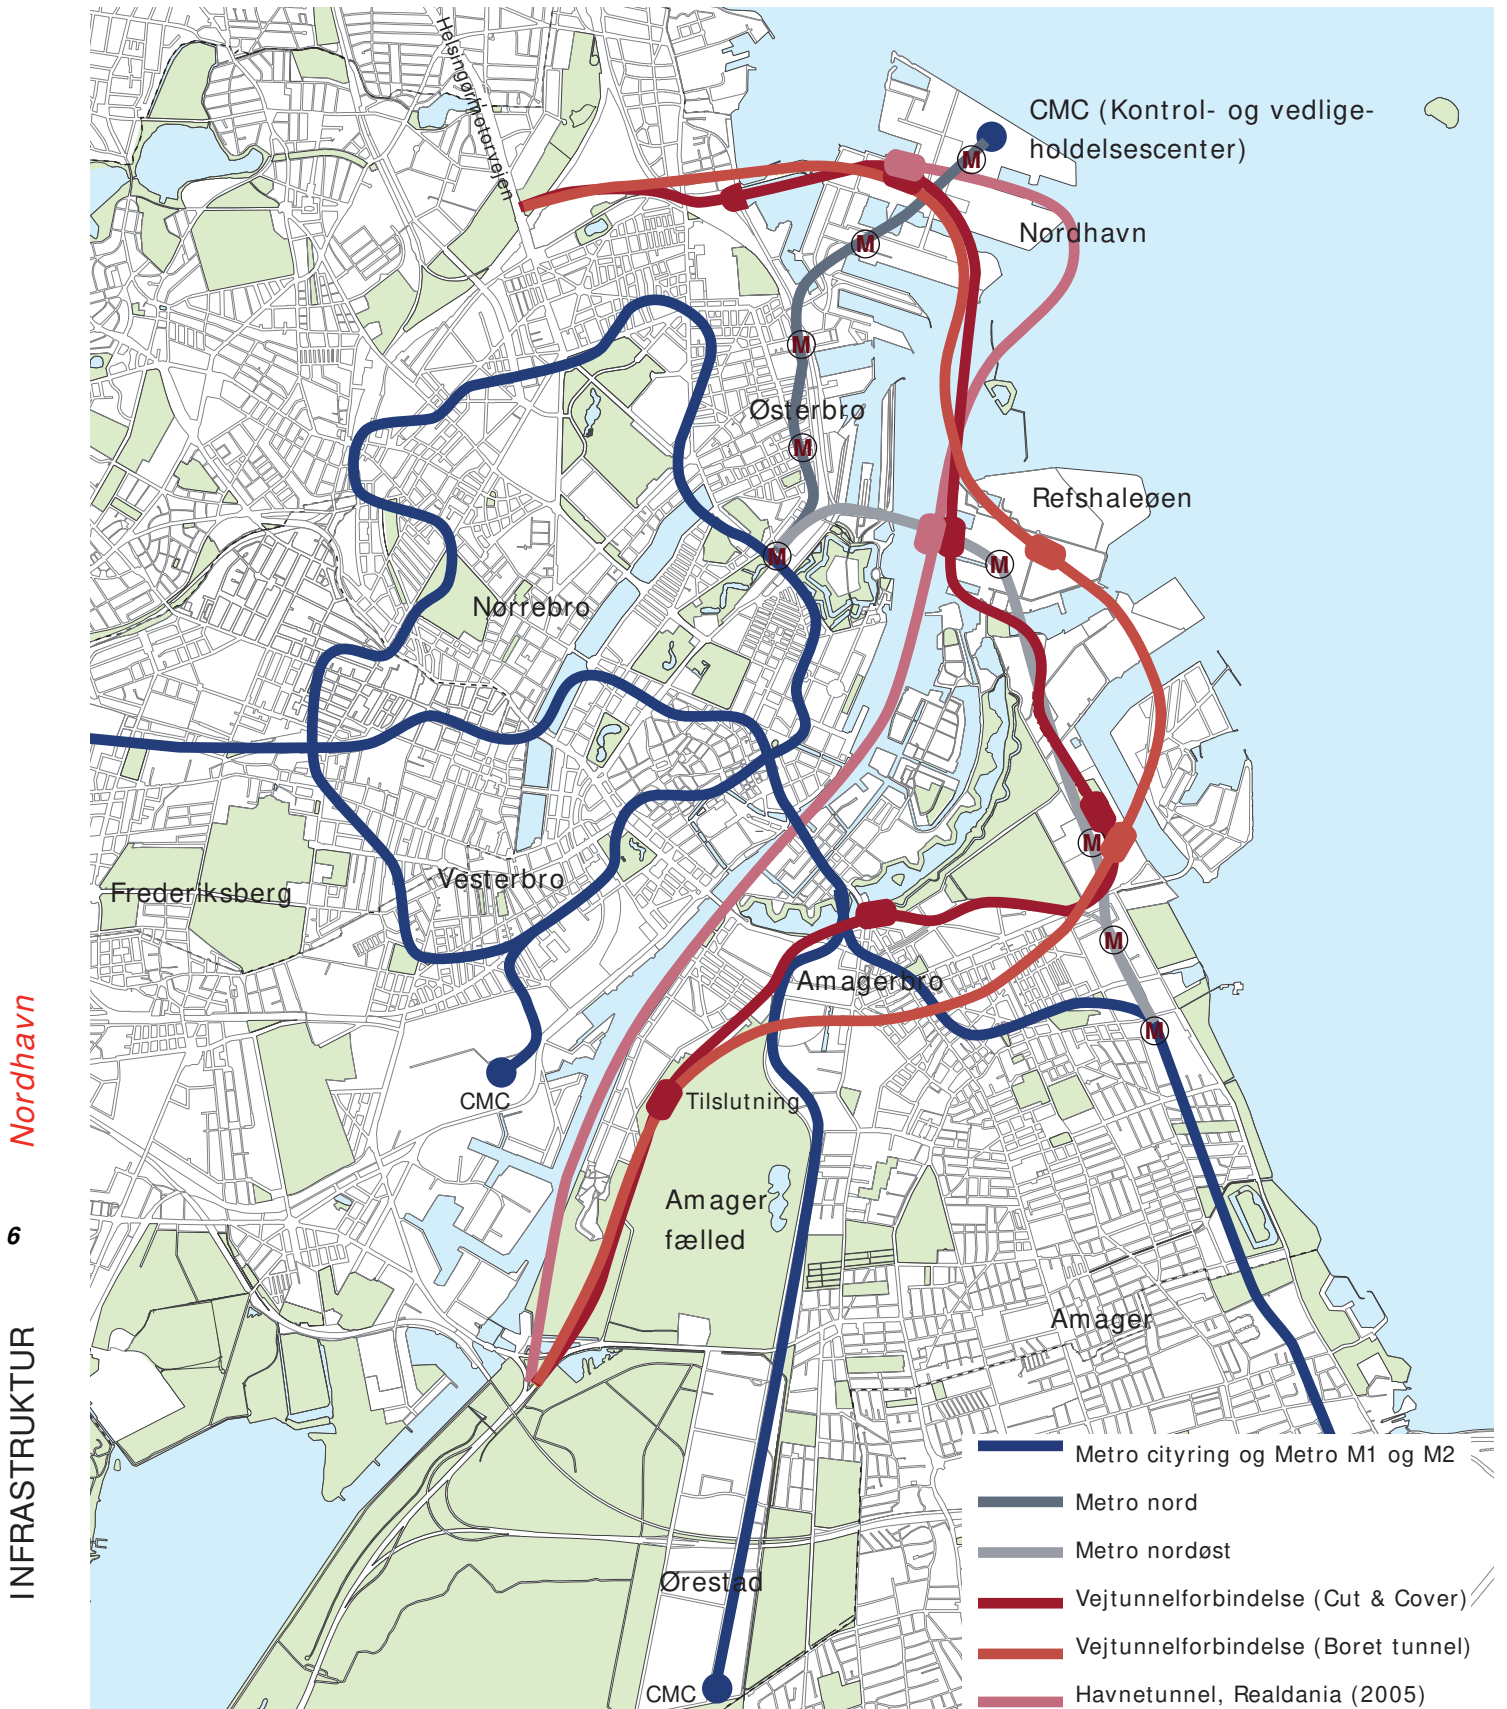 Helsingørmotorvejen
CMC (Kontrol- og vedlige-
holdelsescenter)
M
Nordhavn
M
M
Østerbro
M
Refshaleøen
M
M
Nørrebro
M
Vesterbro
Frederiksberg
M
Amagerbro
M
CMC
Tilslutning
Amager
fælled
Amager
Ørestad
CMC
Metro cityring og Metro M1 og M2
Metro nord
Metro nordøst
Vejtunnelforbindelse (Cut & Cover)
Vejtunnelforbindelse (Boret tunnel)
Havnetunnel, Realdania (2005)
INFRASTRUKTUR
6
Nordhavn